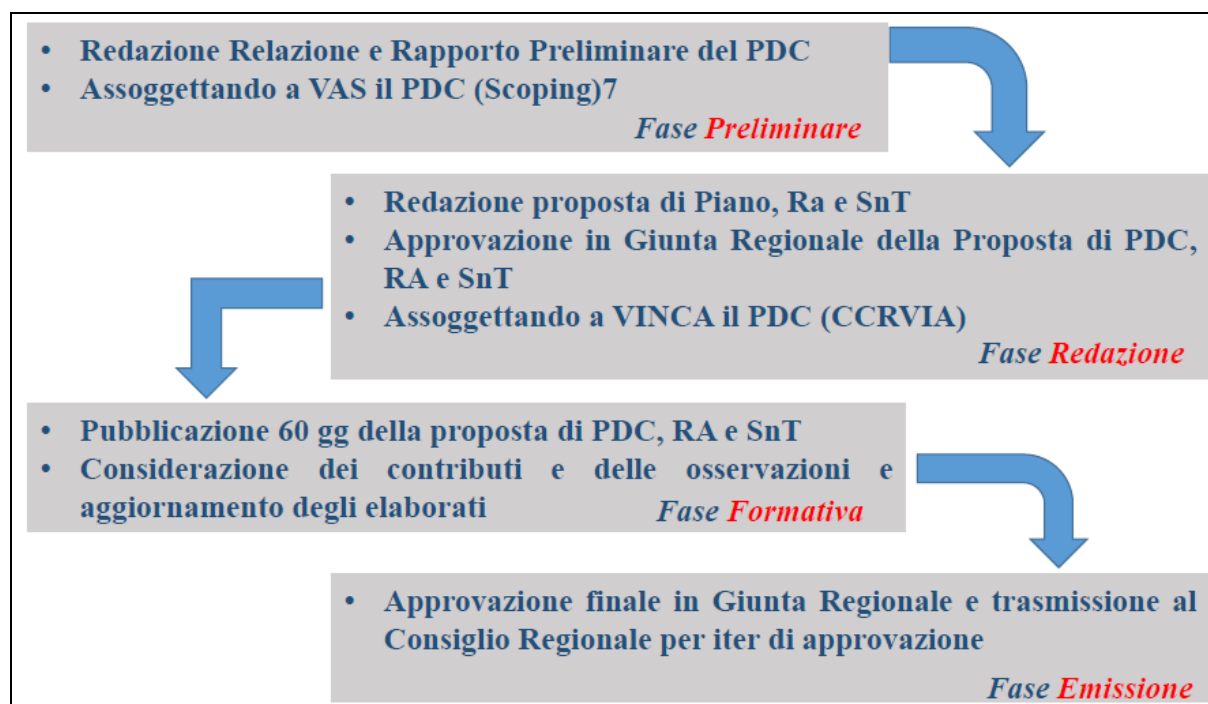 • Redazione Relazione e Rapporto Preliminare del PDC
• Assoggettando a VAS il PDC (Scoping)7
Fase Preliminare
• Redazione proposta di Piano, Ra e SnT
• Approvazione in Giunta Regionale della Proposta di PDC,
RA e SnT
• Assoggettando a VINCA il PDC (CCRVIA)
Fase Redazione
• Pubblicazione 60 gg della proposta di PDC, RA e SnT
• Considerazione dei contributi e delle osservazioni e
aggiornamento degli elaborati Fase Formativa
• Approvazione finale in Giunta Regionale e trasmissione al
Consiglio Regionale per iter di approvazione
Fase Emissione